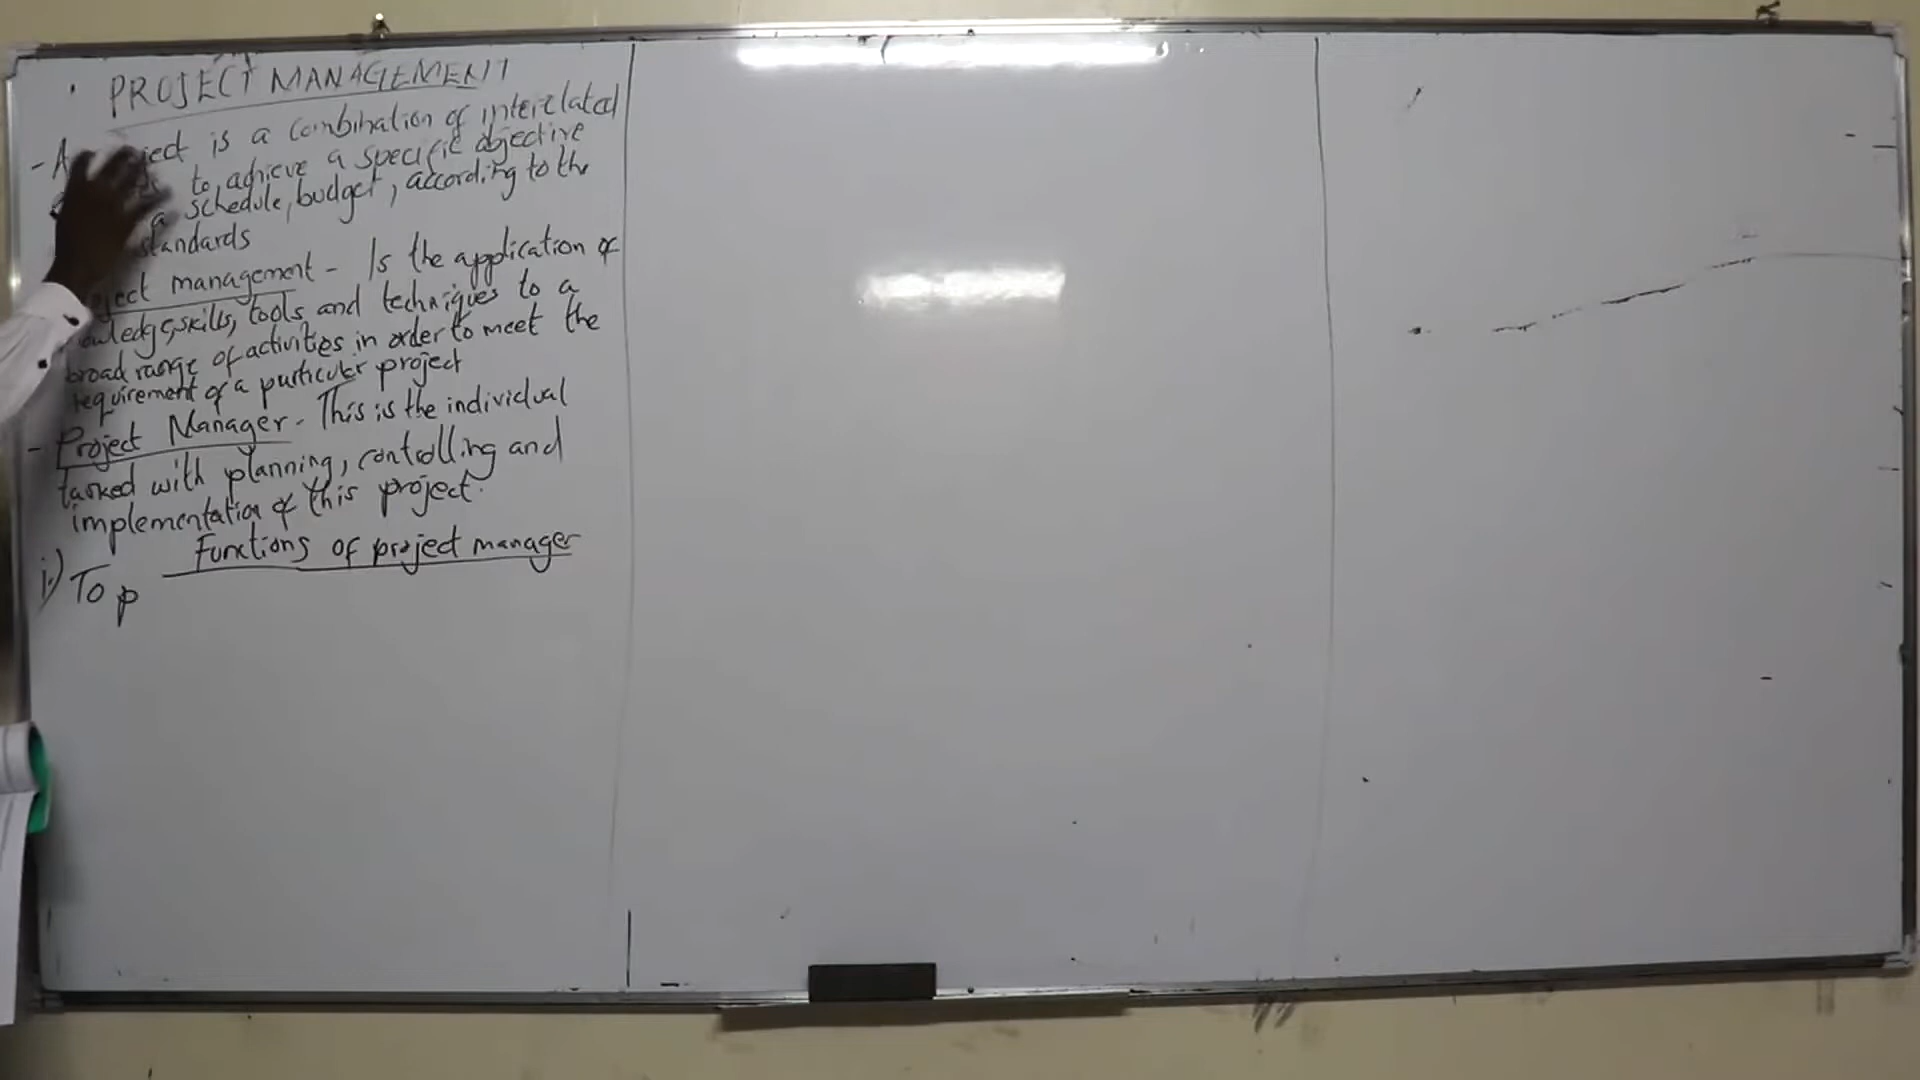 PROJECT MANAGEMENT
- A ject is a combination of interelated
to achieve a specific objective
a schedule, budget, according to the
standards
ject management - Is the application of
wledge, skills, tools and techniques to a
broad range of activities in order to meet the
requirement of a particular project
- Project Manager - This is the individual
tasked with planning, controlling and
implementation of this project.
Functions of project manager
i) To p